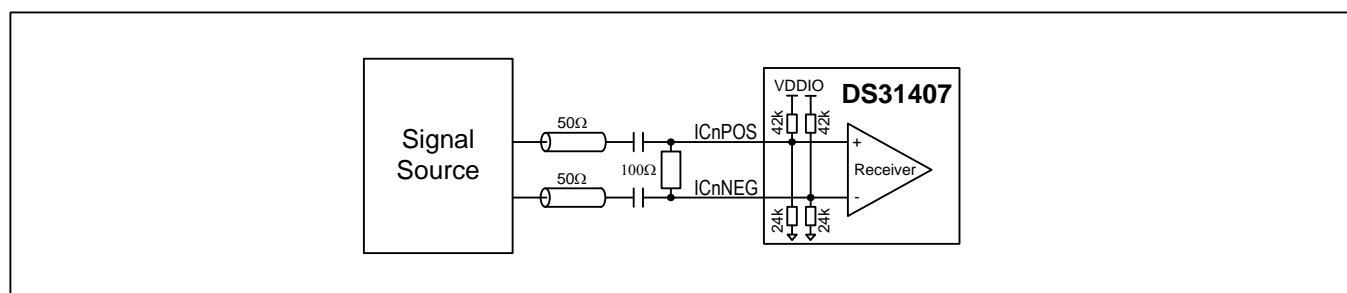 VDDIO
DS31407
42k
42k
50Ω
ICnPOS
Signal
Source
+
100Ω
Receiver
50Ω
ICnNEG
-
24k
24k